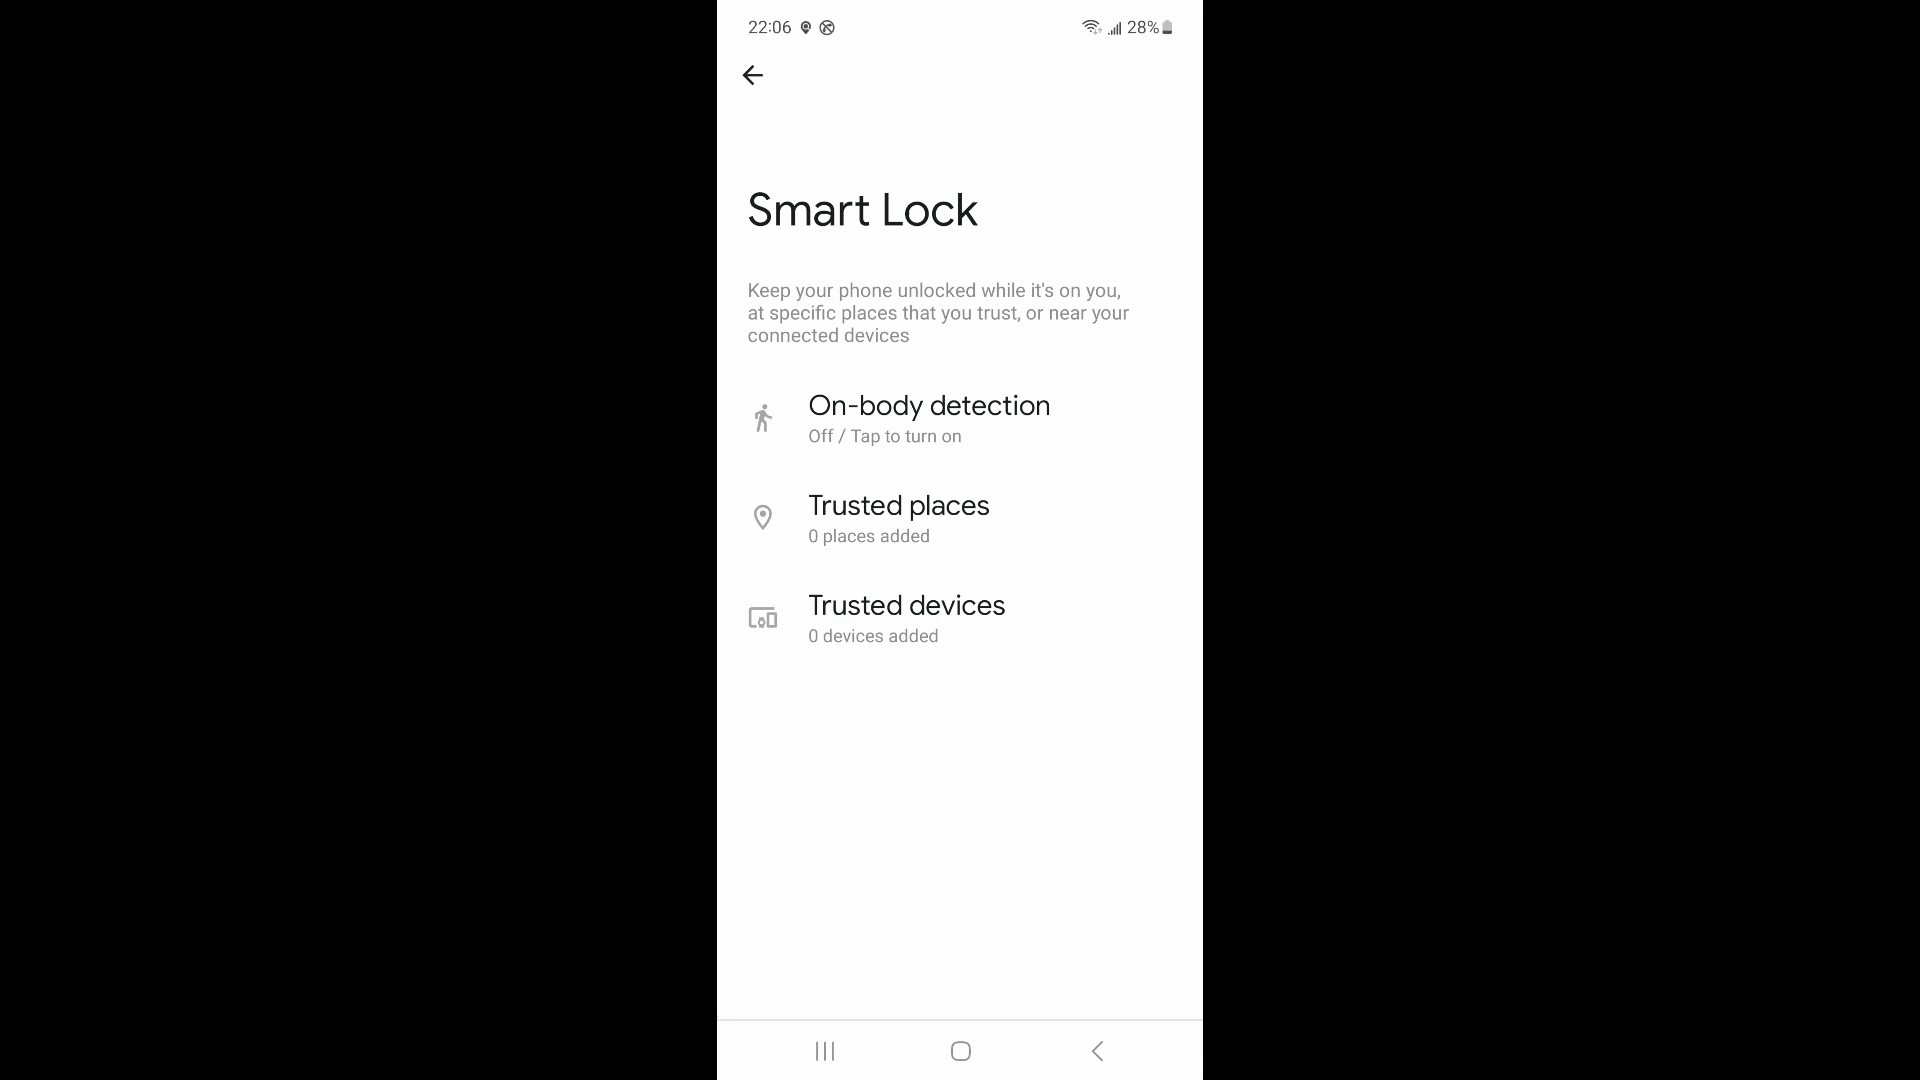 22:06
28%
Smart Lock
Keep your phone unlocked while it's on you,
at specific places that you trust, or near your
connected devices
On-body detection
Off / Tap to turn on
Trusted places
0 places added
Trusted devices
0 devices added